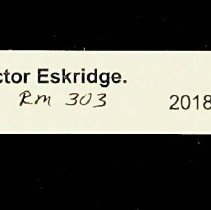 ctor Eskridge.
Rm 303 2018